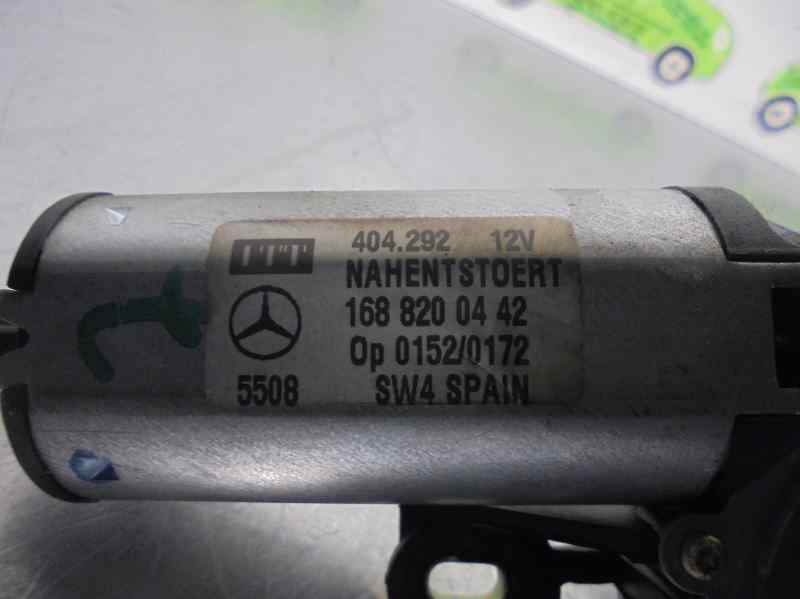 ITT 404.292 12V
NAHENTSTOERT
168 820 04 42
Op 0152/0172
5508 SW4 SPAIN